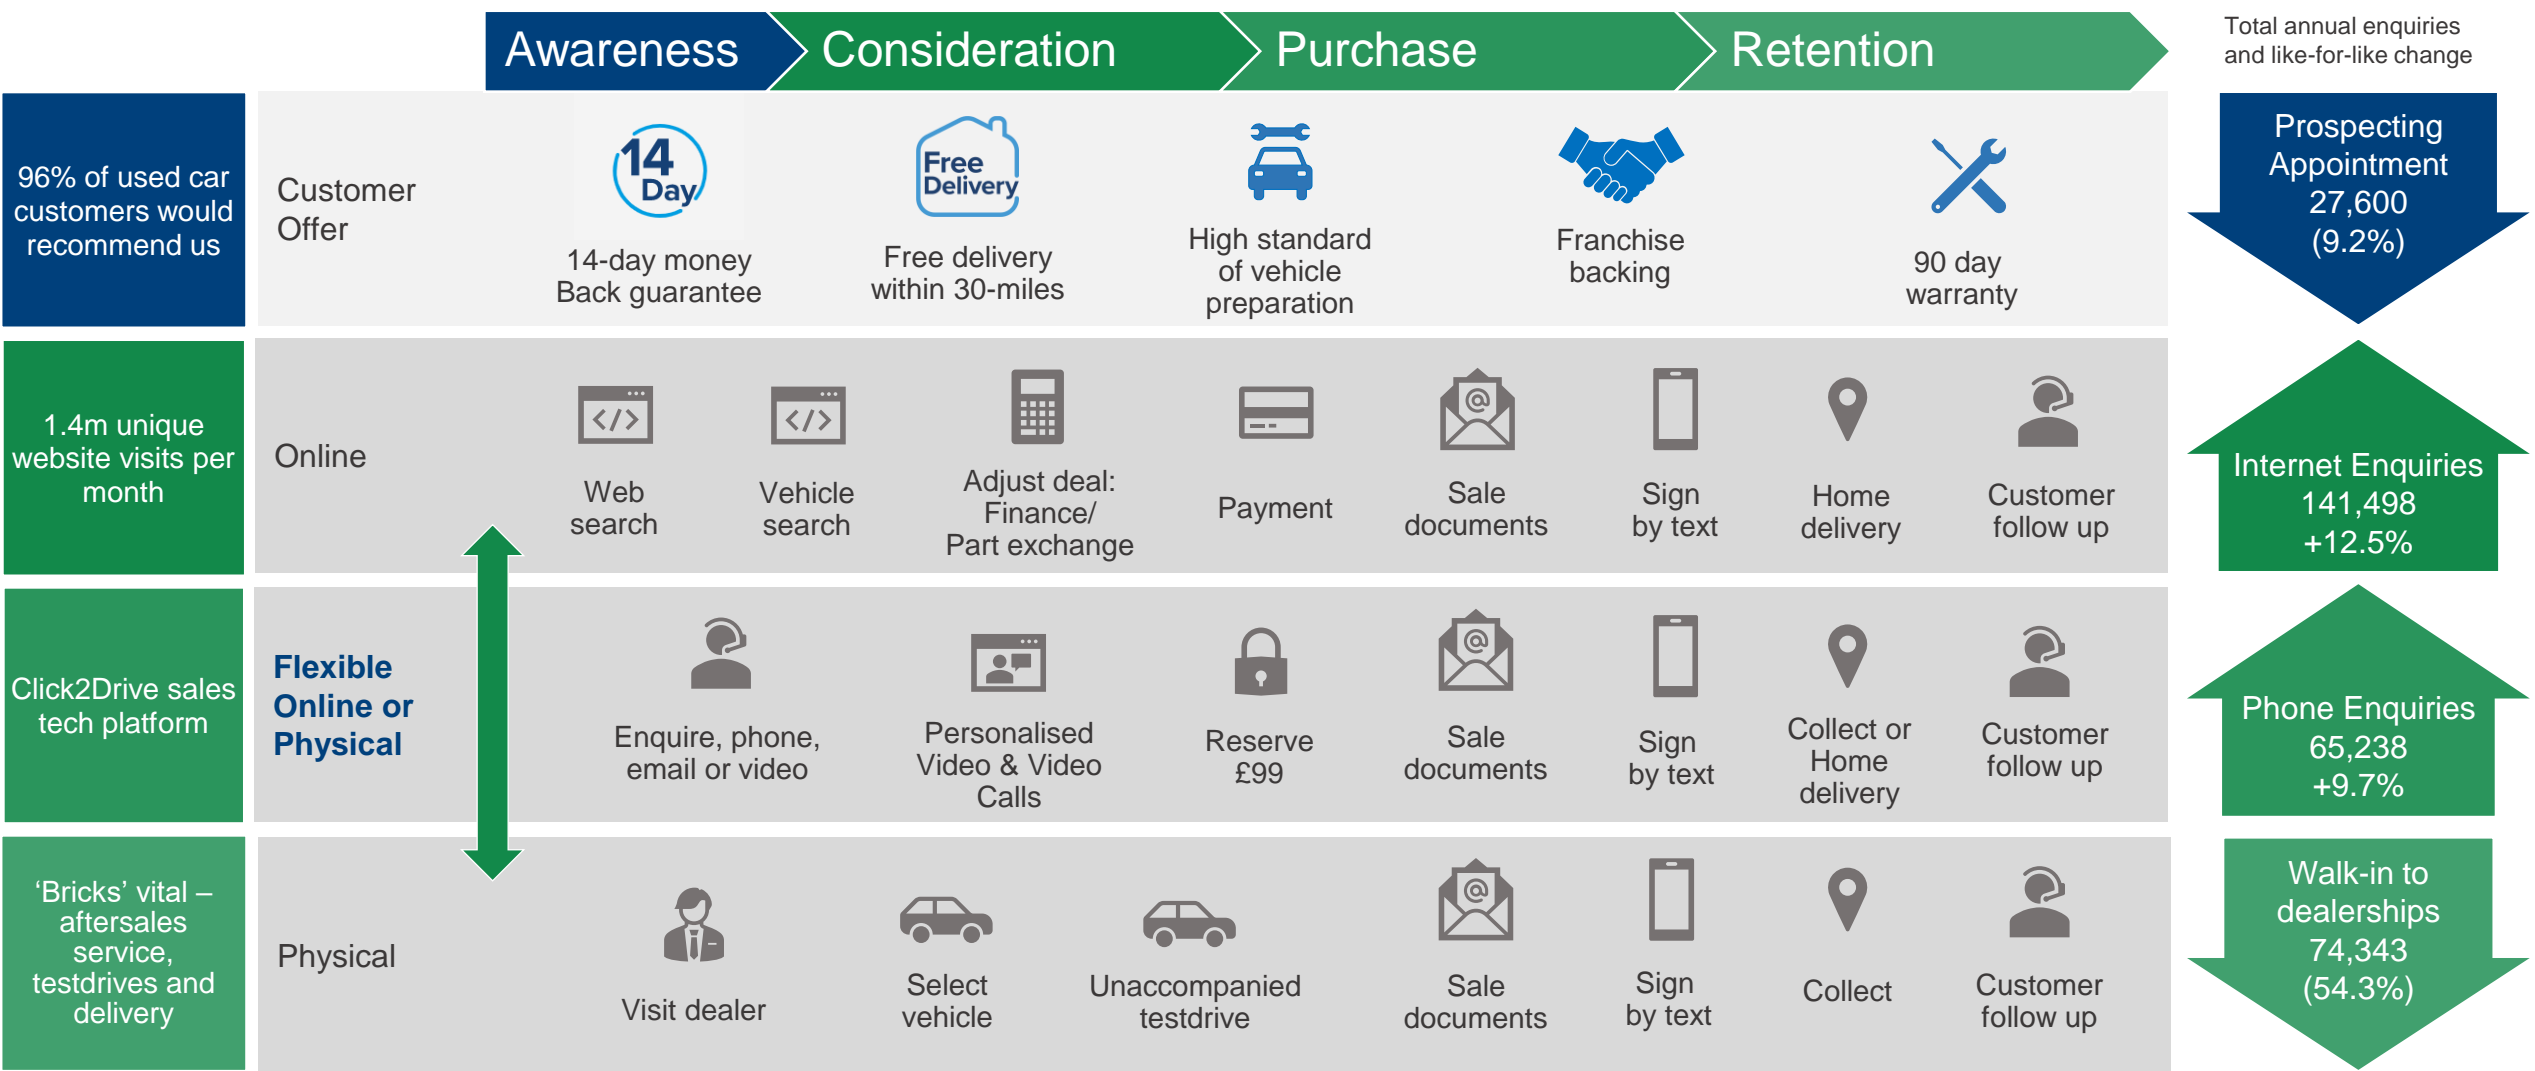 Awareness
Consideration
Purchase
Retention
Total annual enquiries
and like-for-like change
96% of used car
customers would
recommend us
Customer
Offer
14
Day
14-day money
Back guarantee
Free
Delivery
Free delivery
within 30-miles
High standard
of vehicle
preparation
Franchise
backing
90 day
warranty
Prospecting
Appointment
27,600
(9.2%)
1.4m unique
website visits per
month
Online
</>
Web
search
</>
Vehicle
search
Adjust deal:
Finance/
Part exchange
Payment
@
Sale
documents
Sign
by text
Home
delivery
Customer
follow up
Internet Enquiries
141,498
+12.5%
Click2Drive sales
tech platform
Flexible
Online or
Physical
Enquire, phone,
email or video
Personalised
Video & Video
Calls
Reserve
£99
@
Sale
documents
Sign
by text
Collect or
Home
delivery
Customer
follow up
Phone Enquiries
65,238
+9.7%
‘Bricks’ vital –
aftersales
service,
testdrives and
delivery
Physical
Visit dealer
Select
vehicle
Unaccompanied
testdrive
@
Sale
documents
Sign
by text
Collect
Customer
follow up
Walk-in to
dealerships
74,343
(54.3%)